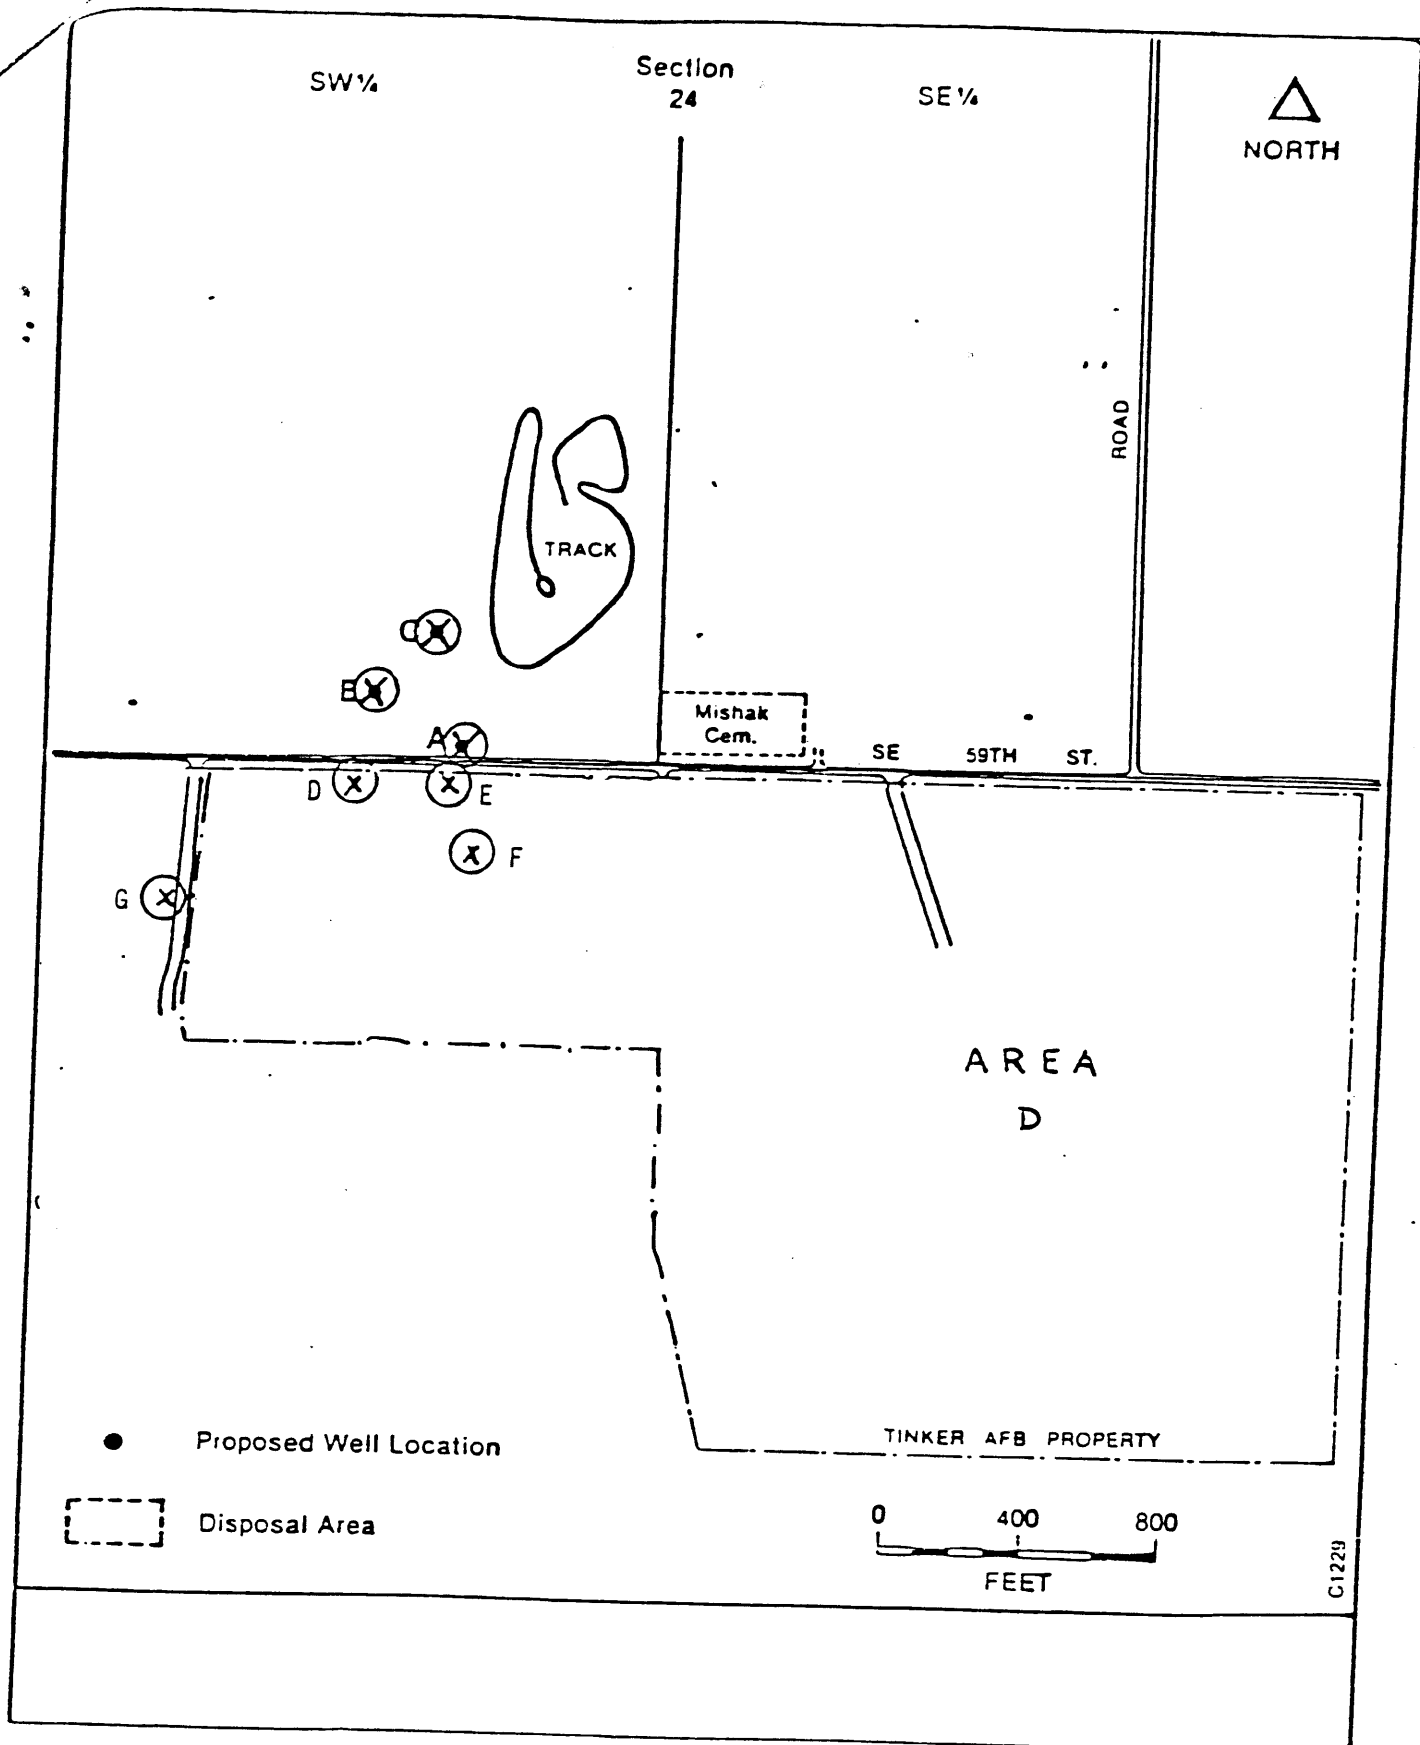 SW¼
Section
24
SE¼
NORTH
ROAD
TRACK
C
B
A
Mishak
Cem.
SE 59TH ST.
D
E
F
G
AREA
D
TINKER AFB PROPERTY
Proposed Well Location
Disposal Area
0 400 800
FEET
C1229